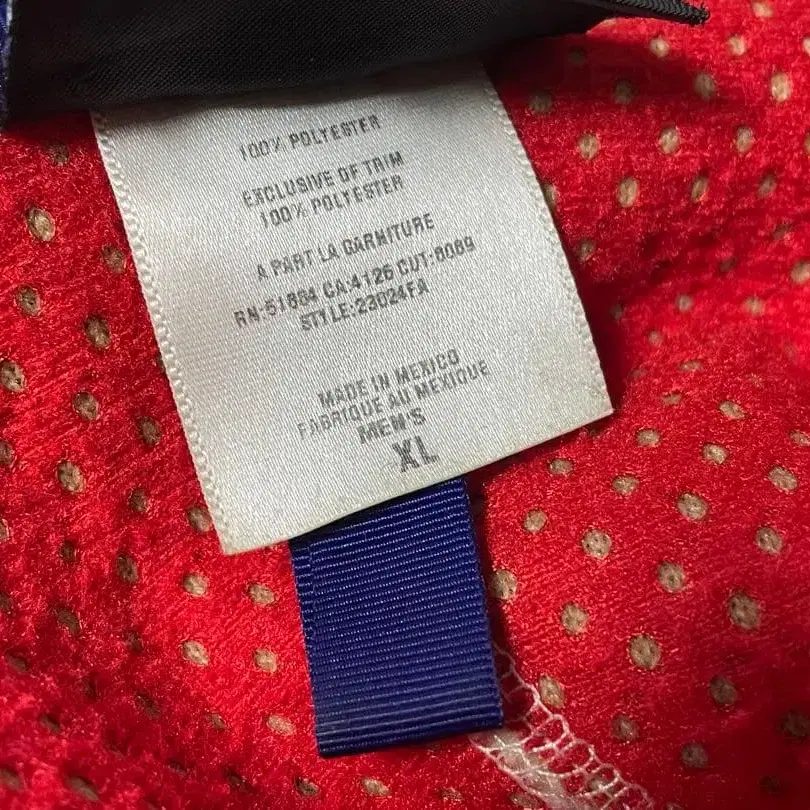 100% POLYESTER
EXCLUSIVE OF TRIM
100% POLYESTER
A PART LA GARNITURE
RN-51884 CA:4126 CUT:8089
STYLE:23024FA
MADE IN MEXICO
FABRIQUE AU MEXIQUE
MEN'S
XL